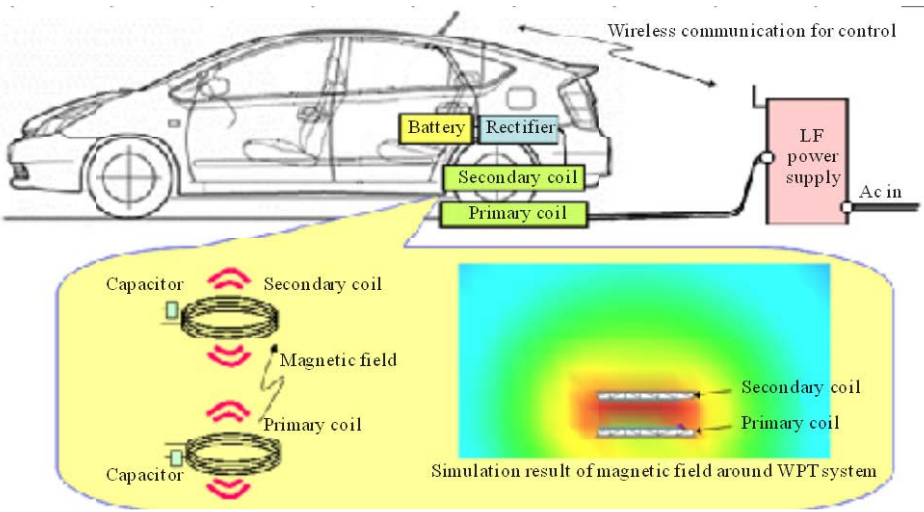 Wireless communication for control
LF
power
supply
Battery
Rectifier
Secondary coil
Ac in
Primary coil
Capacitor
Secondary coil
Magnetic field
Primary coil
Capacitor
Secondary coil
Primary coil
Simulation result of magnetic field around WPT system